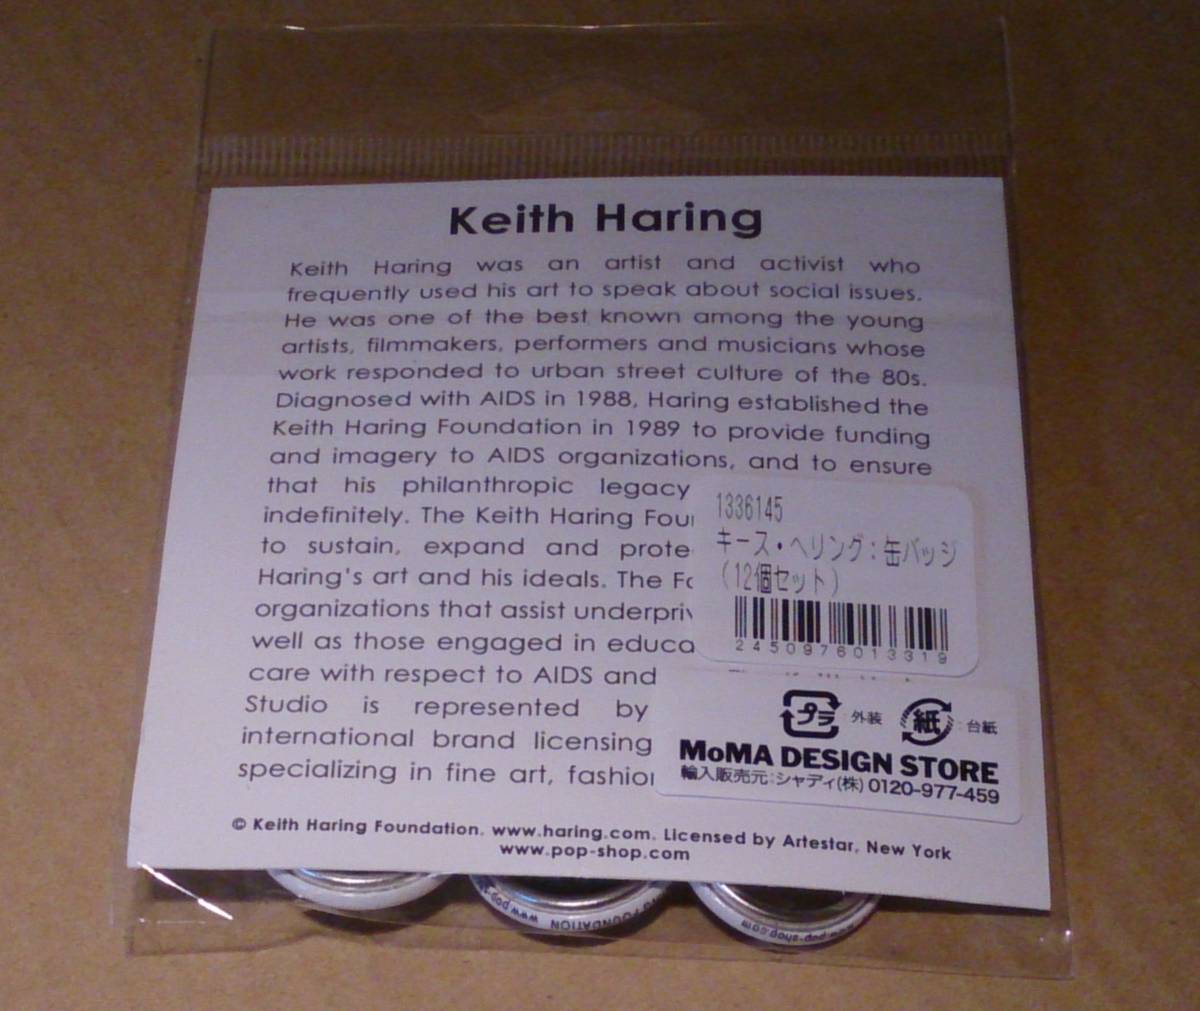 Keith Haring
Keith Haring was an artist and activist who
frequently used his art to speak about social issues.
He was one of the best known among the young
artists, filmmakers, performers and musicians whose
work responded to urban street culture of the 80s.
Diagnosed with AIDS in 1988, Haring established the
Keith Haring Foundation in 1989 to provide funding
and imagery to AIDS organizations, and to ensure
that his philanthropic legacy
indefinitely. The Keith Haring
to sustain, expand and
Haring's art and his ideals. The
organizations that assist
well as those engaged in
care with respect to AIDS and
Studio is represented by
international brand licensing
specializing in fine art,
1336145
キース・ヘリング:缶バッジ
(12個セット)
2450976013319
プラ 外装 紙 台紙
MoMA DESIGN STORE
輸入販売元:シャディ(株) 0120-977-459
© Keith Haring Foundation. www.haring.com. Licensed by Artestar, New York
www.pop-shop.com
FOUNDATION www.pop
pop-shop.com